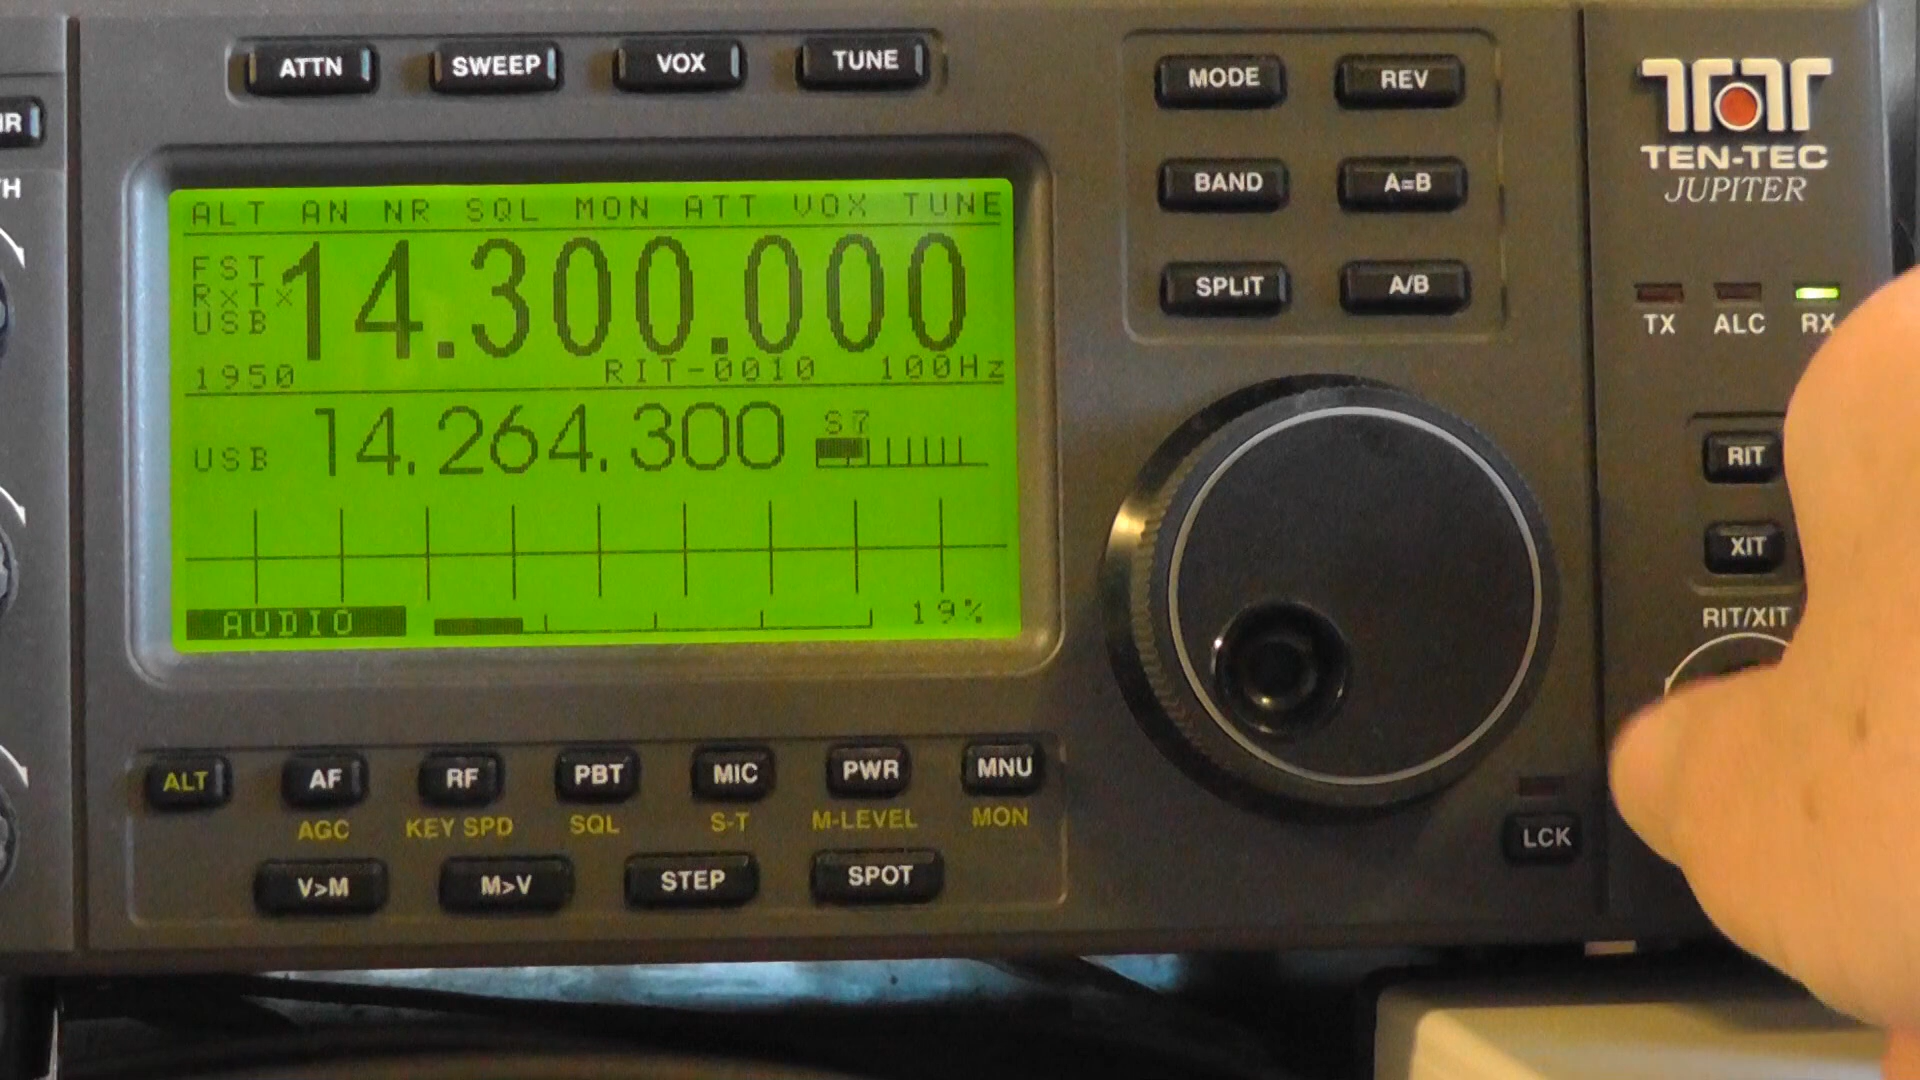 ATTN SWEEP VOX TUNE
MODE REV
BAND A=B
SPLIT A/B
TEN-TEC
JUPITER
TX ALC RX
ALT AN NR SQL MON ATT VOX TUNE
FST
RxTx
USB
14.300.000
1950 RIT-0010 100Hz
USB 14.264.300 S7
AUDIO 19%
RIT
XIT
RIT/XIT
LCK
ALT AF RF PBT MIC PWR MNU
AGC KEY SPD SQL S-T M-LEVEL MON
V>M M>V STEP SPOT